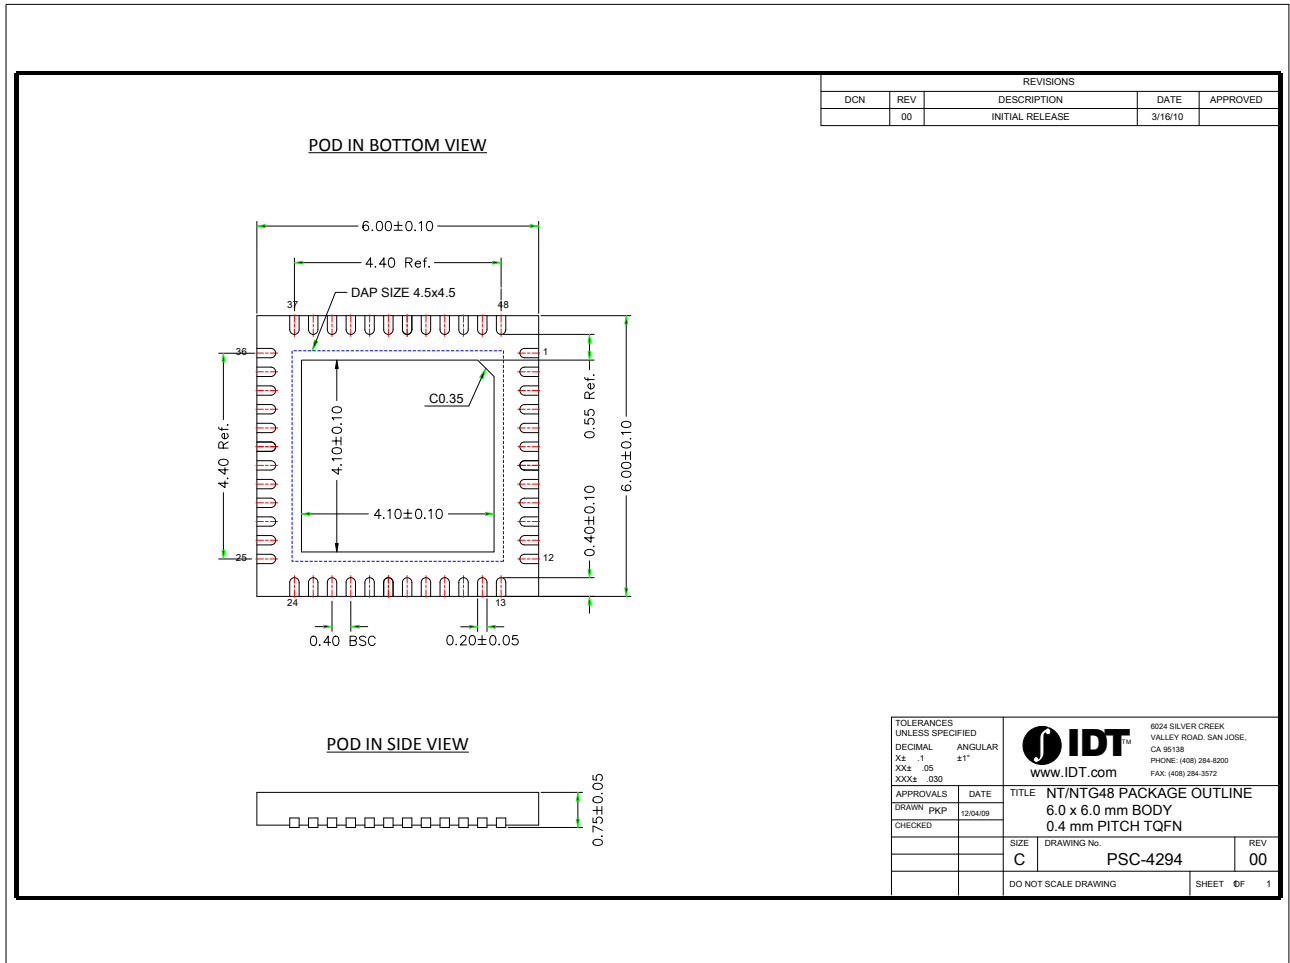 REVISIONS
DCN REV DESCRIPTION DATE APPROVED
00 INITIAL RELEASE 3/16/10
POD IN BOTTOM VIEW
6.00±0.10
4.40 Ref.
DAP SIZE 4.5x4.5
37 48
36 1
C0.35
0.55 Ref.
4.10±0.10
4.40 Ref.
6.00±0.10
4.10±0.10
0.40±0.10
25 12
24 13
0.40 BSC 0.20±0.05
POD IN SIDE VIEW
0.75±0.05
TOLERANCES
UNLESS SPECIFIED
DECIMAL ANGULAR
X± .1 ±1°
XX± .05
XXX± .030
IDT TM
www.IDT.com
6024 SILVER CREEK
VALLEY ROAD. SAN JOSE,
CA 95138
PHONE: (408) 284-8200
FAX: (408) 284-3572
APPROVALS DATE
DRAWN PKP 12/04/09
CHECKED
TITLE NT/NTG48 PACKAGE OUTLINE
6.0 x 6.0 mm BODY
0.4 mm PITCH TQFN
SIZE DRAWING No. REV
C PSC-4294 00
DO NOT SCALE DRAWING SHEET 1 OF 1